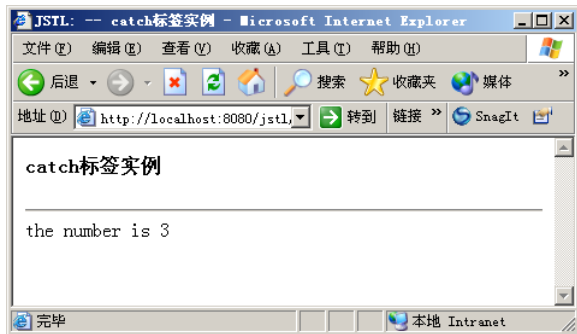 JSTL: -- catch标签实例 - Microsoft Internet Explorer
文件(F) 编辑(E) 查看(V) 收藏(A) 工具(T) 帮助(H)
后退 搜索 收藏夹 媒体 »
地址(D) http://localhost:8080/jstl, 转到 链接 » SnagIt
catch标签实例
the number is 3
完毕 本地 Intranet